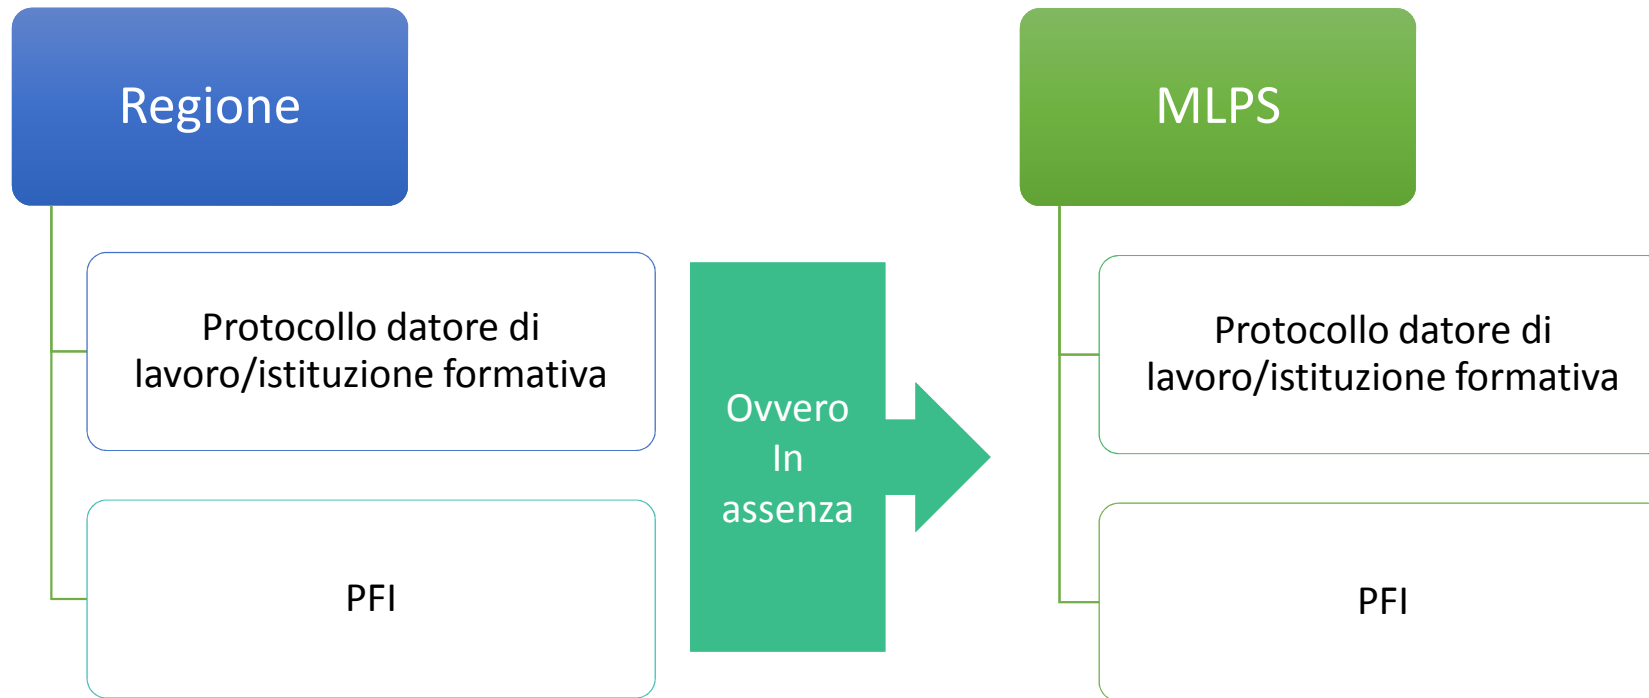 Regione
Protocollo datore di
lavoro/istituzione formativa
PFI
Ovvero
In
assenza
MLPS
Protocollo datore di
lavoro/istituzione formativa
PFI